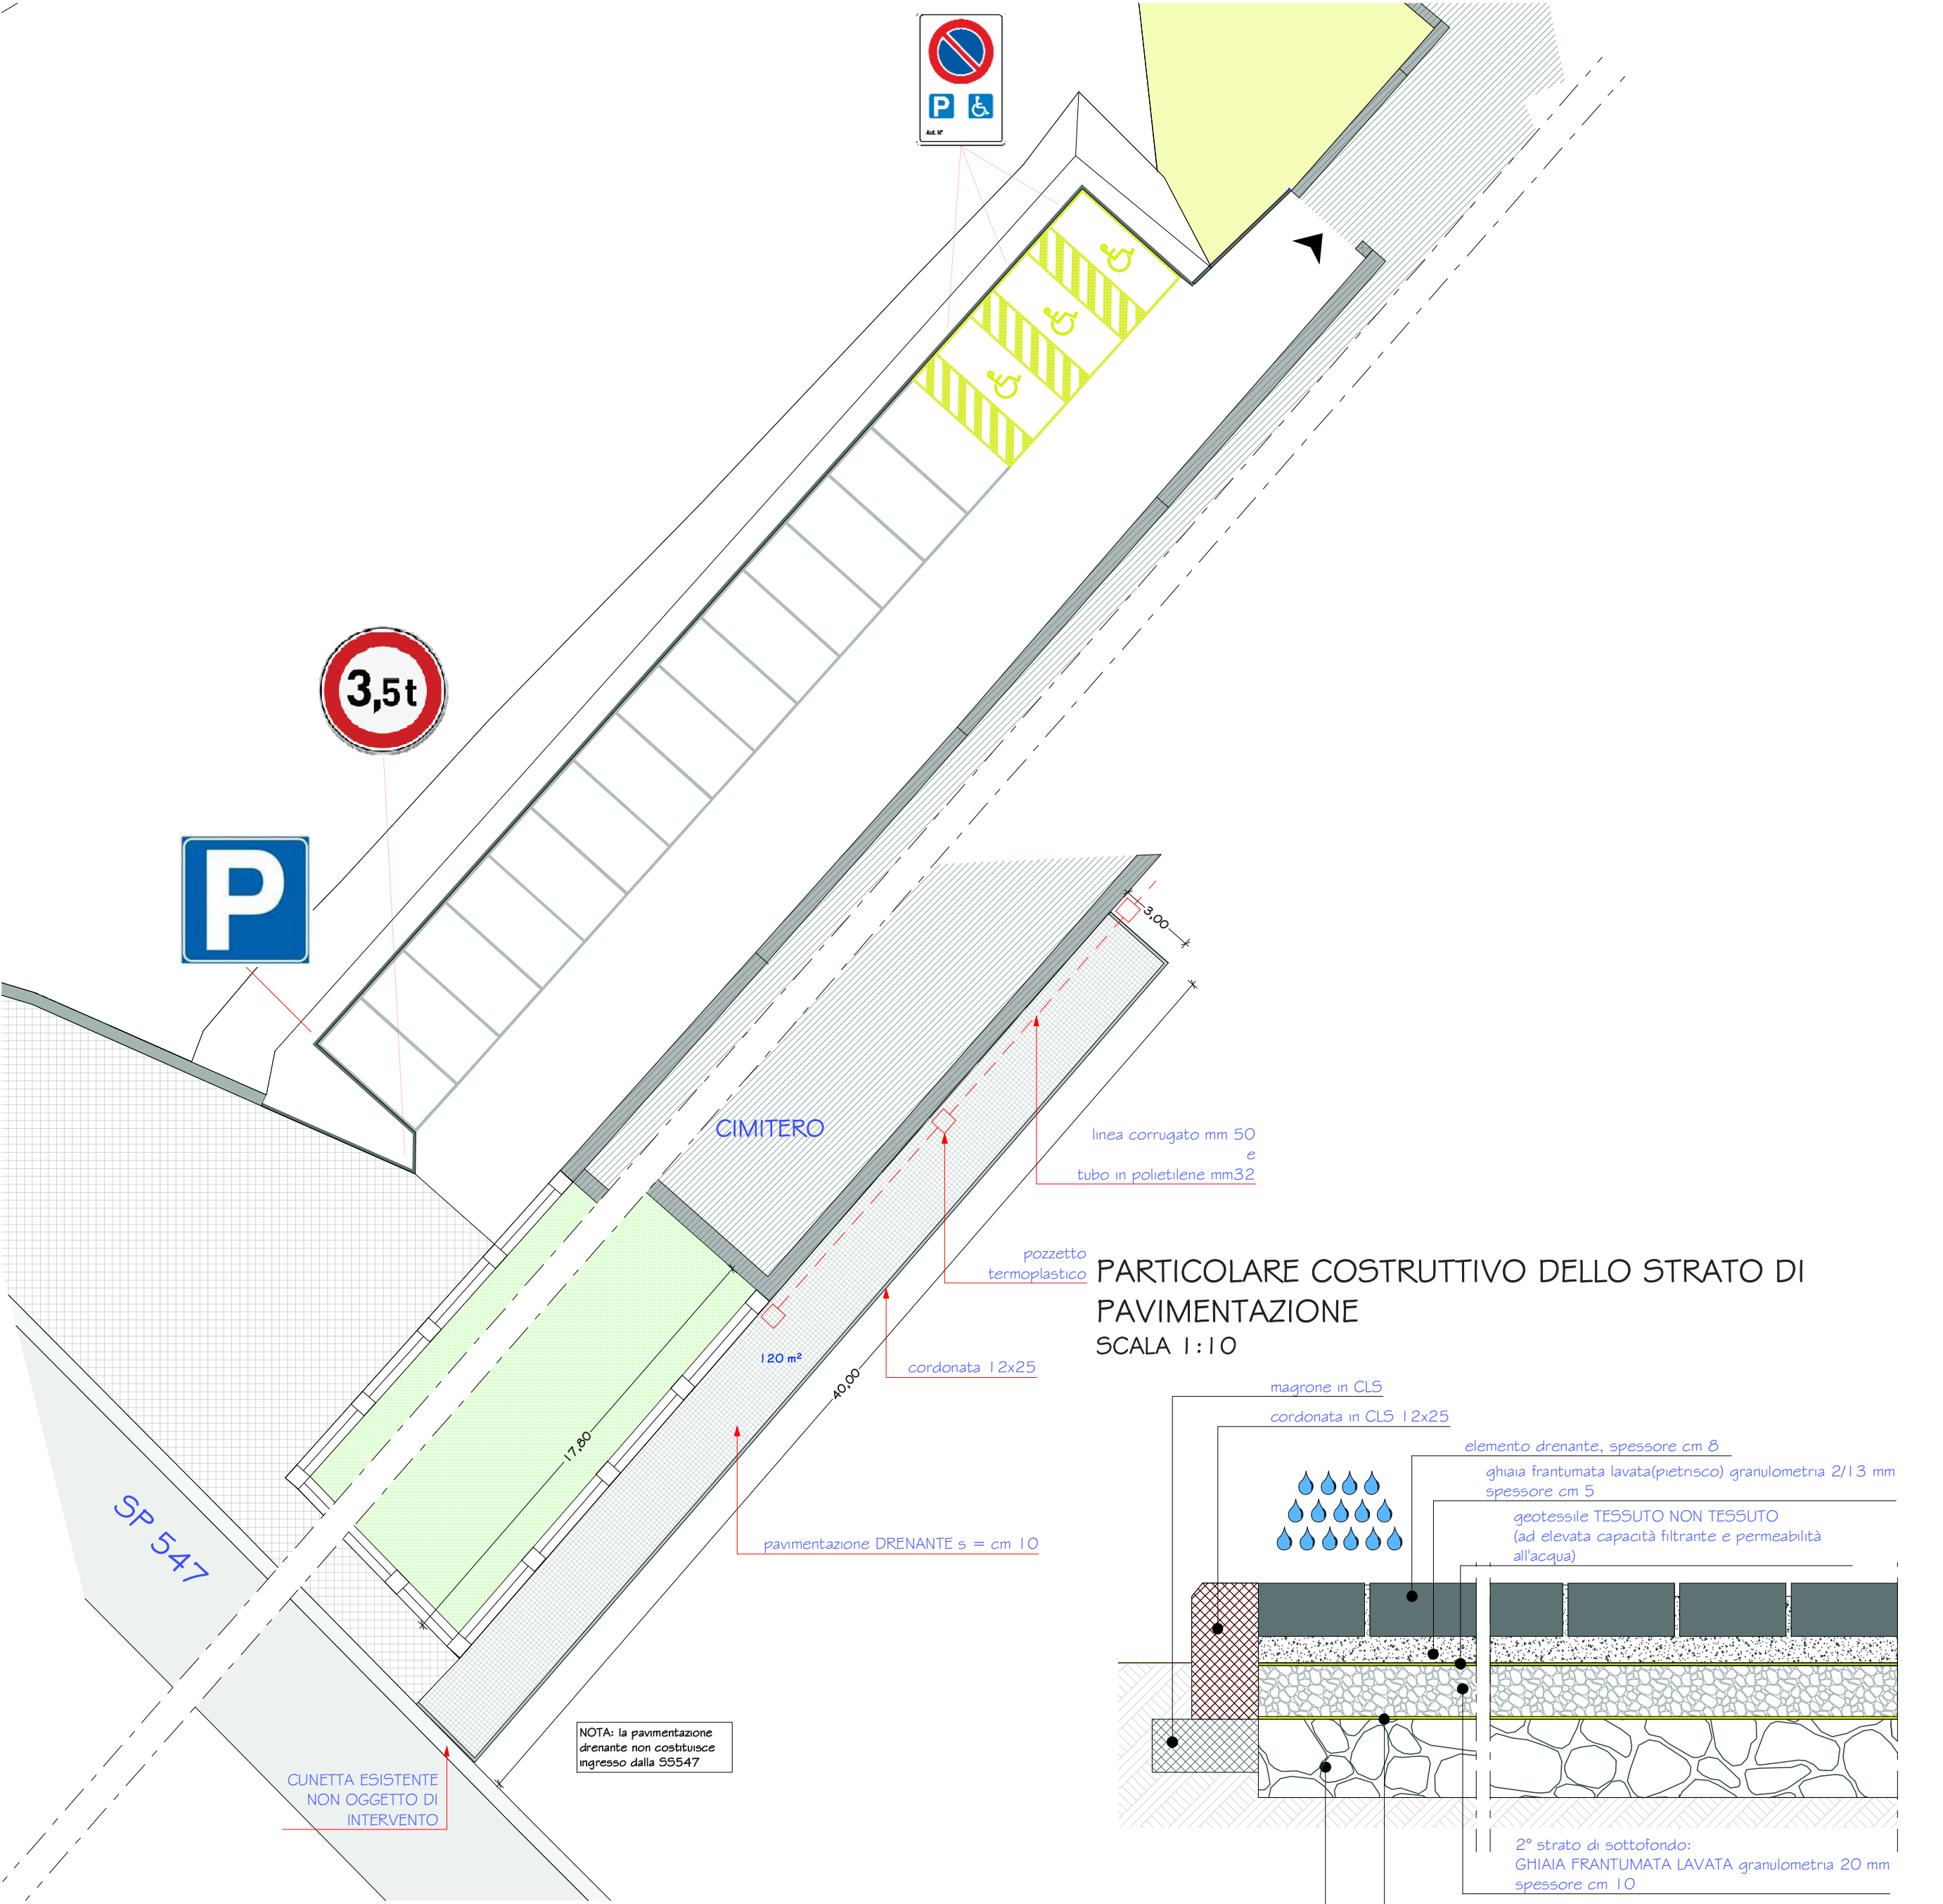 P
Aut. N°
3,5t
P
3,00
CIMITERO
linea corrugato mm 50
e
tubo in polietilene mm32
pozzetto
termoplastico
PARTICOLARE COSTRUTTIVO DELLO STRATO DI
PAVIMENTAZIONE
SCALA 1:10
120 m²
cordonata 12x25
40,00
17,80
magrone in CLS
cordonata in CLS 12x25
elemento drenante, spessore cm 8
ghiaia frantumata lavata(pietrisco) granulometria 2/13 mm
spessore cm 5
geotessile TESSUTO NON TESSUTO
(ad elevata capacità filtrante e permeabilità
all'acqua)
SP 547
pavimentazione DRENANTE s = cm 10
NOTA: la pavimentazione
drenante non costituisce
ingresso dalla SS547
CUNETTA ESISTENTE
NON OGGETTO DI
INTERVENTO
2° strato di sottofondo:
GHIAIA FRANTUMATA LAVATA granulometria 20 mm
spessore cm 10